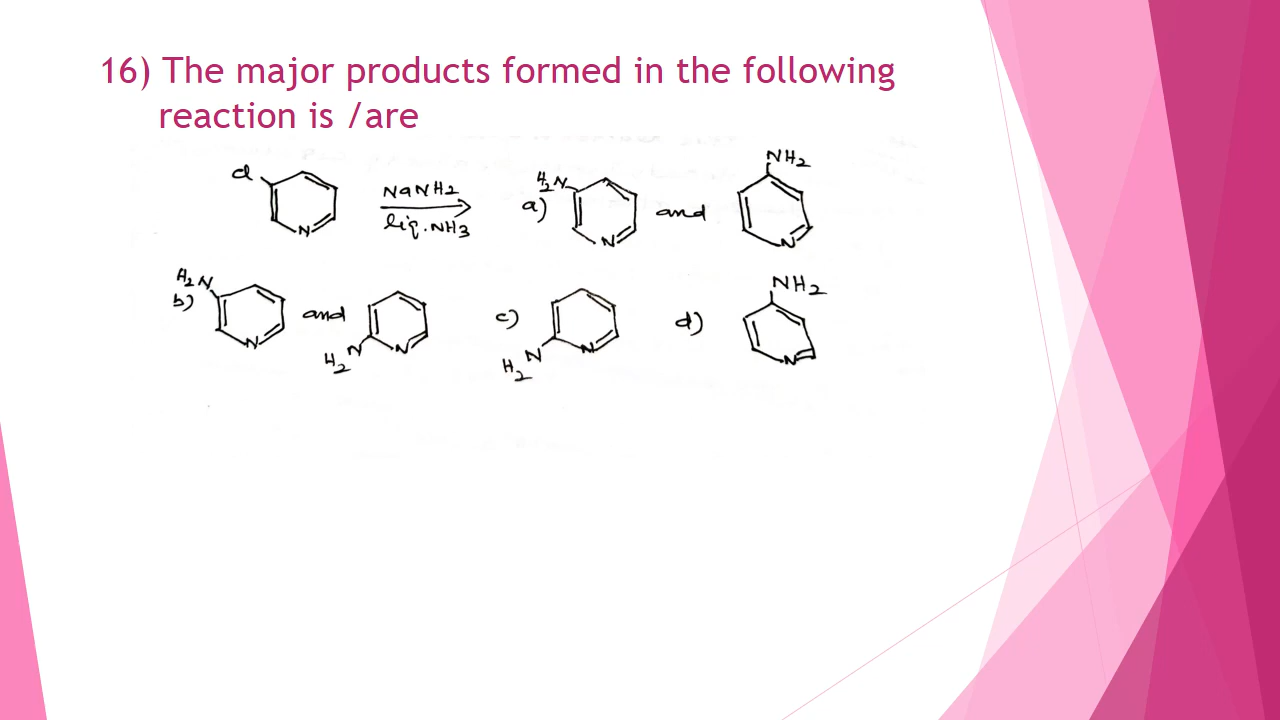 16) The major products formed in the following
reaction is /are
Cl N NaNH2 liq. NH3 a) H2N N and NH2 N
b) H2N N and H2N N c) H2N N d) NH2 N